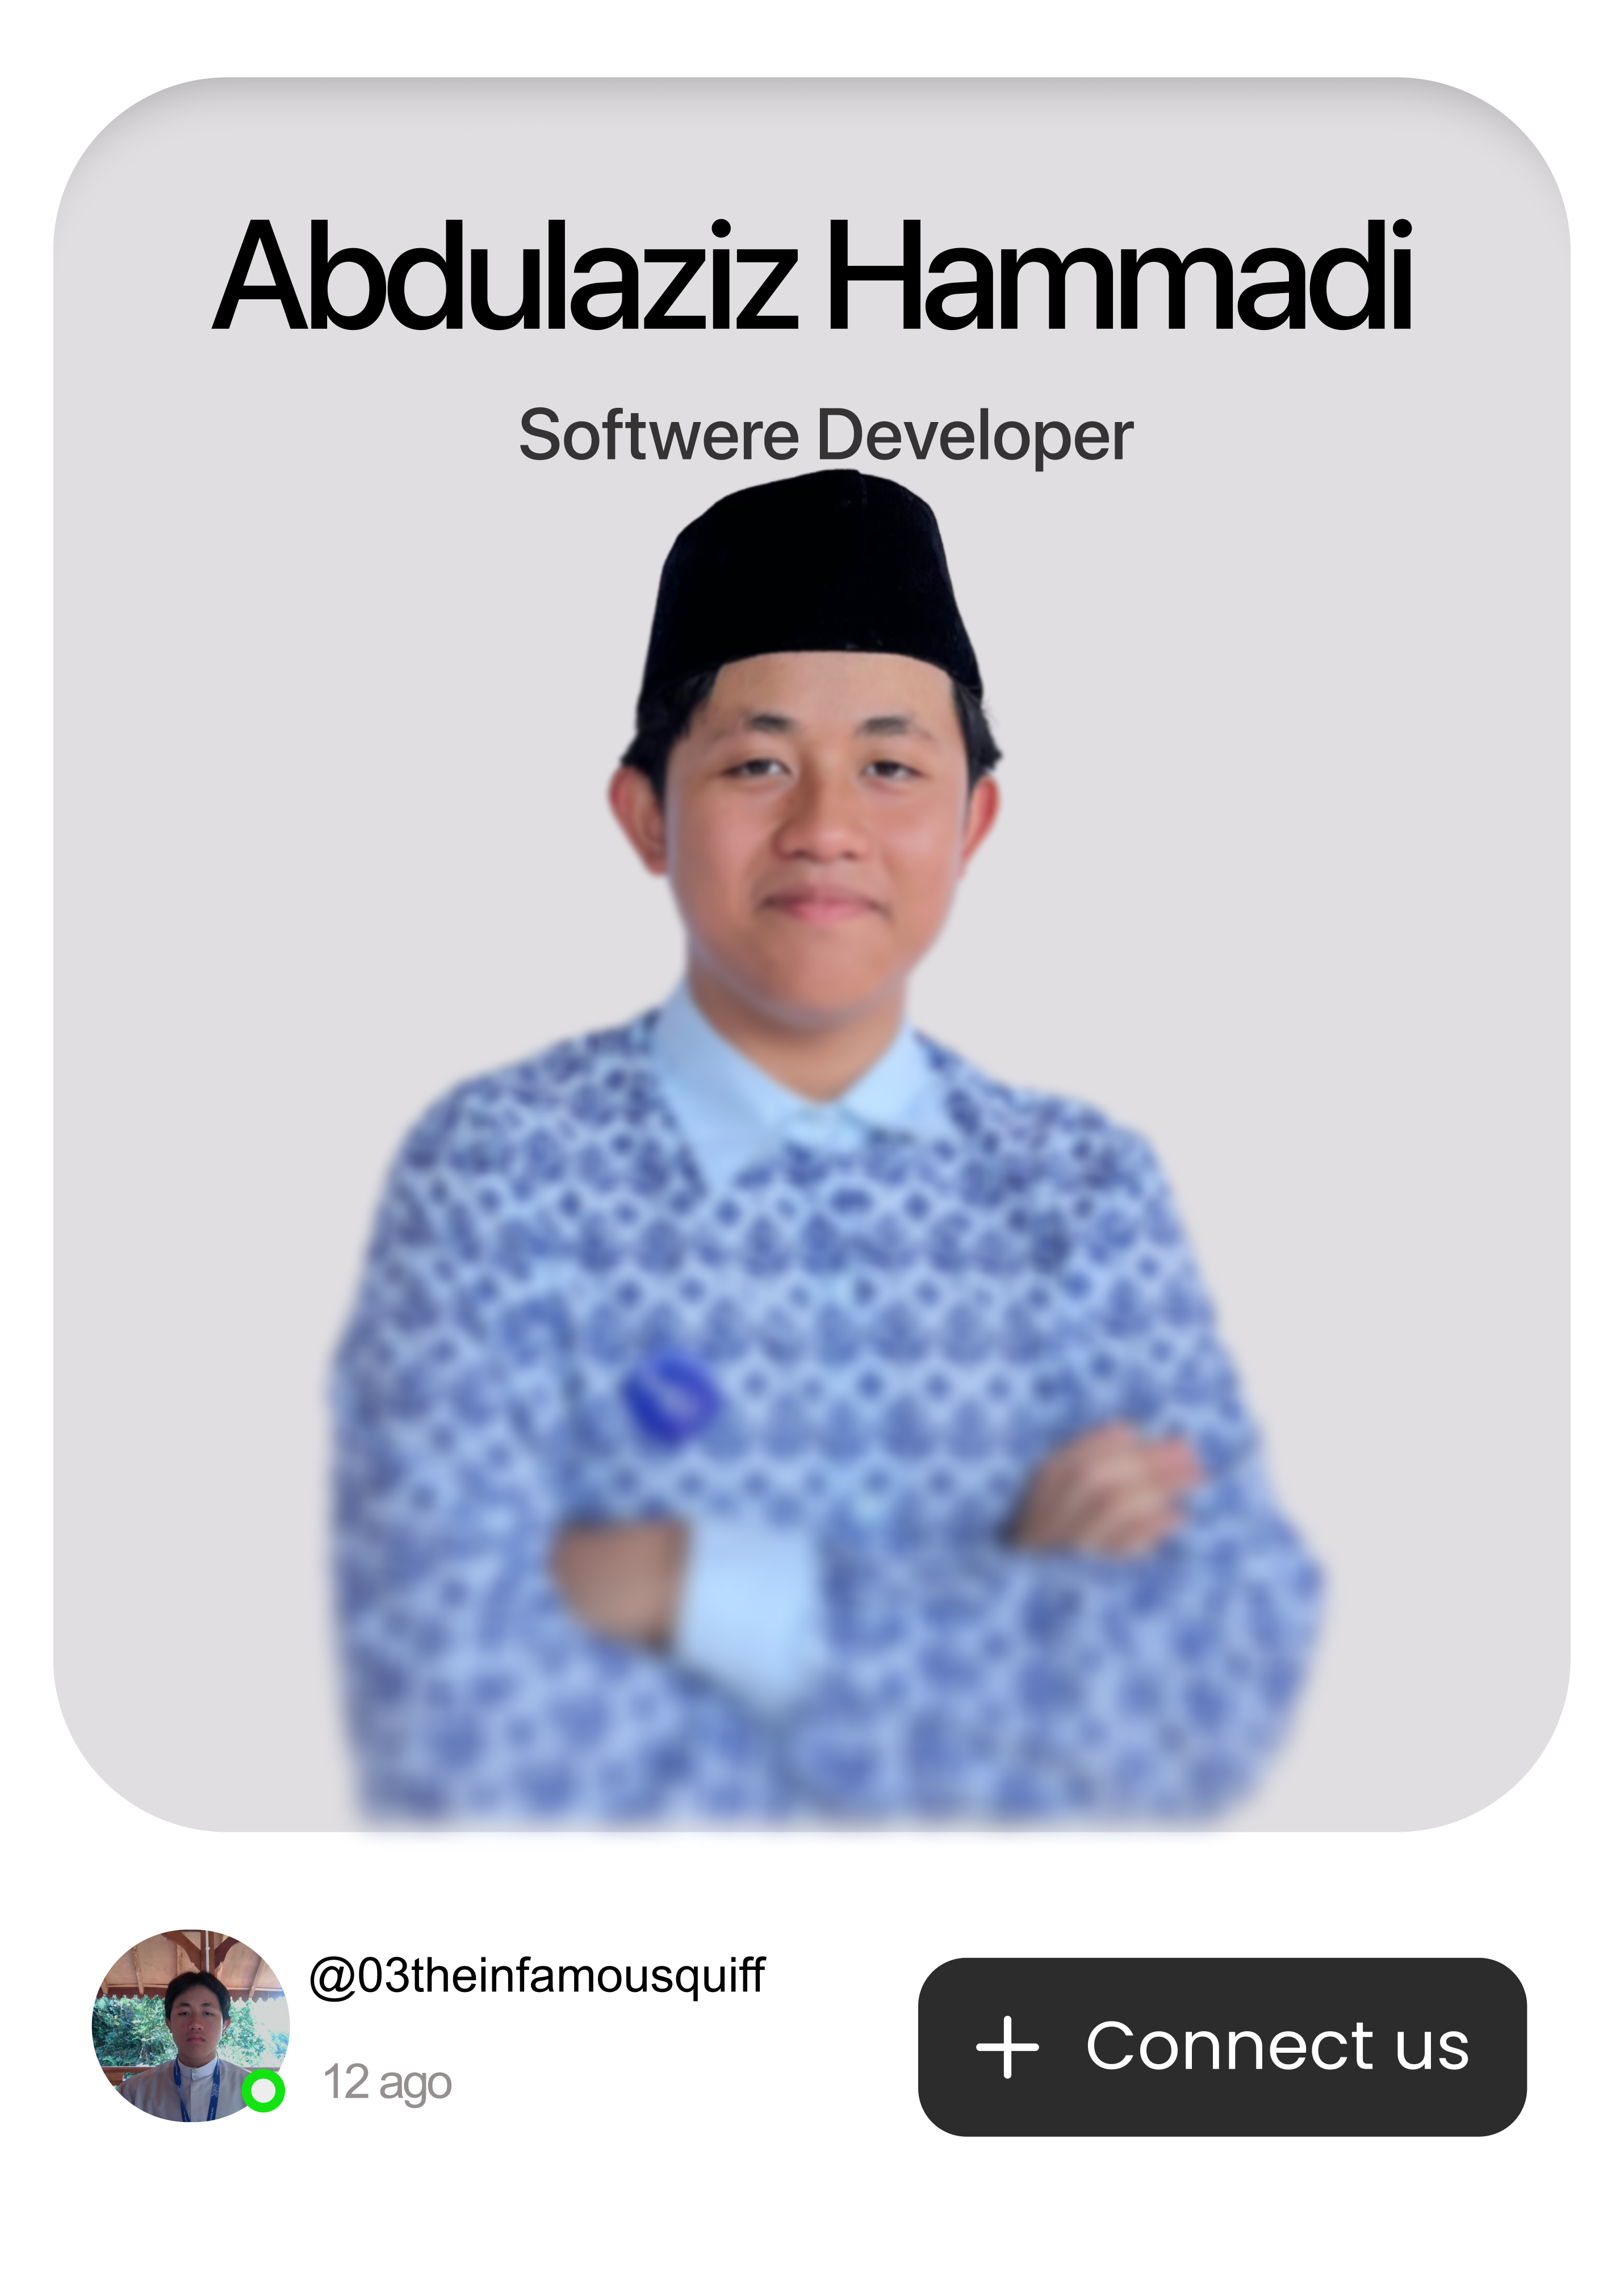 Abdulaziz Hammadi
Softwere Developer
@03theinfamousquiff
12 ago
Connect us